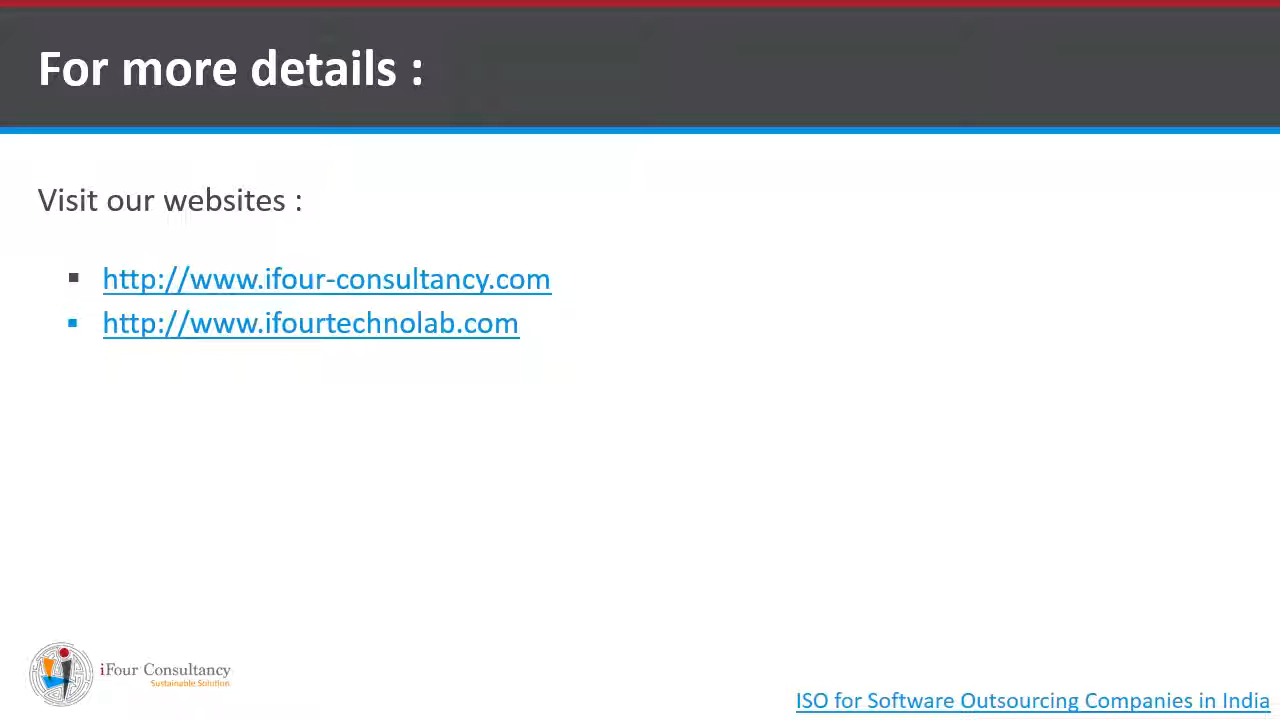 For more details :
Visit our websites :
▪ http://www.ifour-consultancy.com
▪ http://www.ifourtechnolab.com
iFour Consultancy
Sustainable Solution
ISO for Software Outsourcing Companies in India